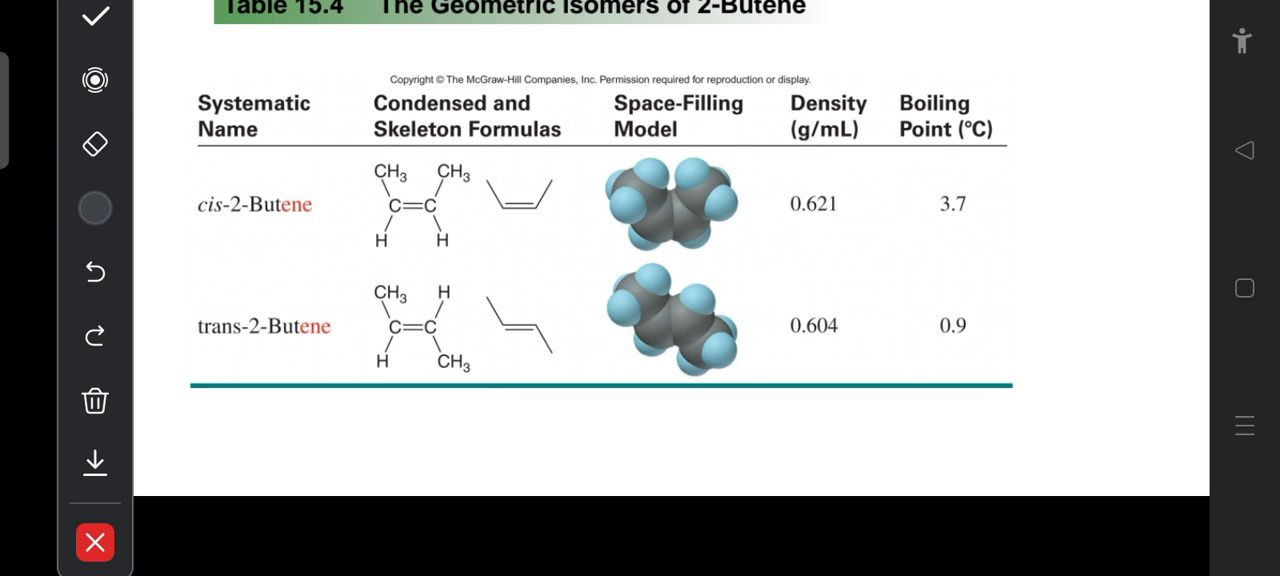 Table 15.4 The Geometric Isomers of 2-Butene
Copyright © The McGraw-Hill Companies, Inc. Permission required for reproduction or display.
Systematic Name Condensed and Skeleton Formulas Space-Filling Model Density (g/mL) Boiling Point (°C)
CH₃ CH₃
cis-2-Butene C=C 0.621 3.7
H H
CH₃ H
trans-2-Butene C=C 0.604 0.9
H CH₃